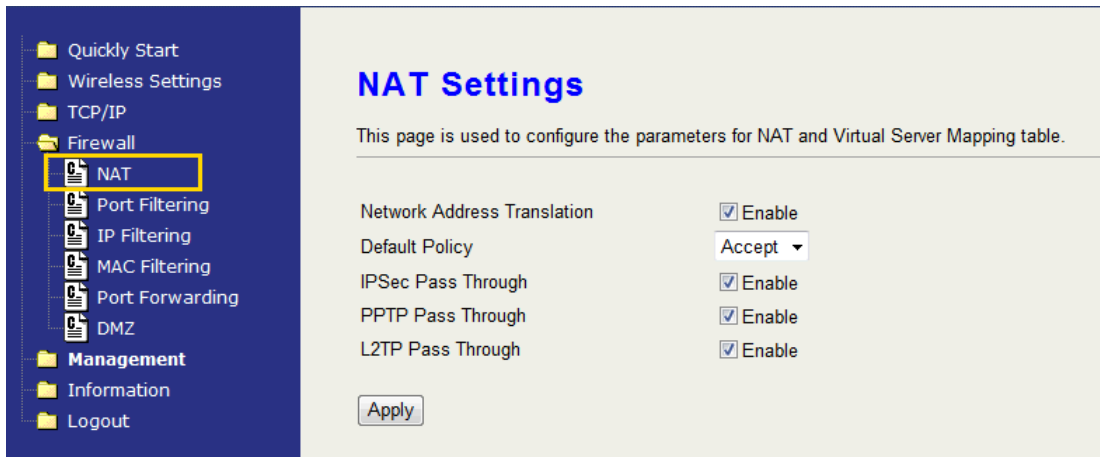 Quickly Start
Wireless Settings
TCP/IP
Firewall
NAT
Port Filtering
IP Filtering
MAC Filtering
Port Forwarding
DMZ
Management
Information
Logout
NAT Settings
This page is used to configure the parameters for NAT and Virtual Server Mapping table.
Network Address Translation Enable
Default Policy Accept
IPSec Pass Through Enable
PPTP Pass Through Enable
L2TP Pass Through Enable
Apply